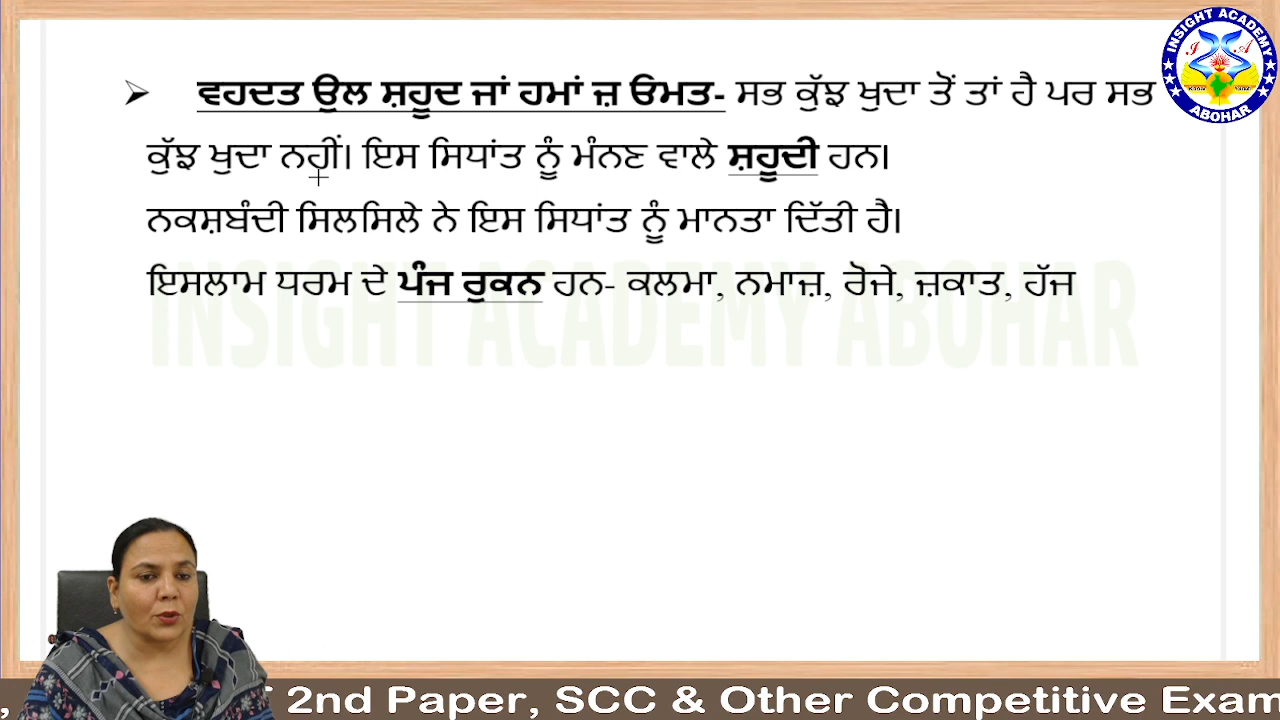 ➢ ਵਹਦਤ ਉਲ ਸ਼ਹੂਦ ਜਾਂ ਹਮਾਂ ਜ਼ ਓਮਤ- ਸਭ ਕੁੱਝ ਖੁਦਾ ਤੋਂ ਤਾਂ ਹੈ ਪਰ ਸਭ
ਕੁੱਝ ਖੁਦਾ ਨਹੀਂ। ਇਸ ਸਿਧਾਂਤ ਨੂੰ ਮੰਨਣ ਵਾਲੇ ਸ਼ਹੂਦੀ ਹਨ।
ਨਕਸ਼ਬੰਦੀ ਸਿਲਸਿਲੇ ਨੇ ਇਸ ਸਿਧਾਂਤ ਨੂੰ ਮਾਨਤਾ ਦਿੱਤੀ ਹੈ।
ਇਸਲਾਮ ਧਰਮ ਦੇ ਪੰਜ ਰੁਕਨ ਹਨ- ਕਲਮਾ, ਨਮਾਜ਼, ਰੋਜੇ, ਜ਼ਕਾਤ, ਹੱਜ
INSIGHT ACADEMY ABOHAR
INSIGHT ACADEMY
I A
ABOHAR
2nd Paper, SCC & Other Competitive Exam